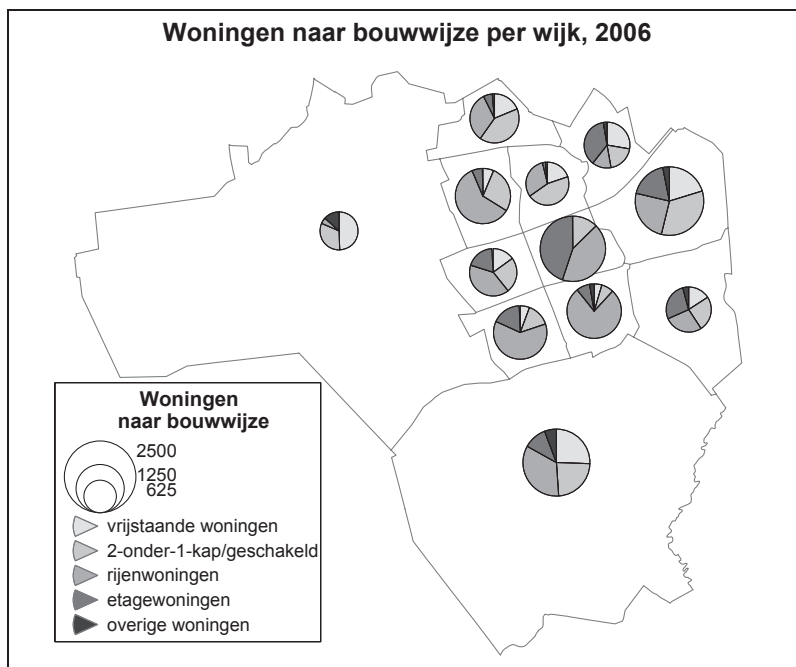 Woningen naar bouwwijze per wijk, 2006
Woningen
naar bouwwijze
2500
1250
625
vrijstaande woningen
2-onder-1-kap/geschakeld
rijenwoningen
etagewoningen
overige woningen